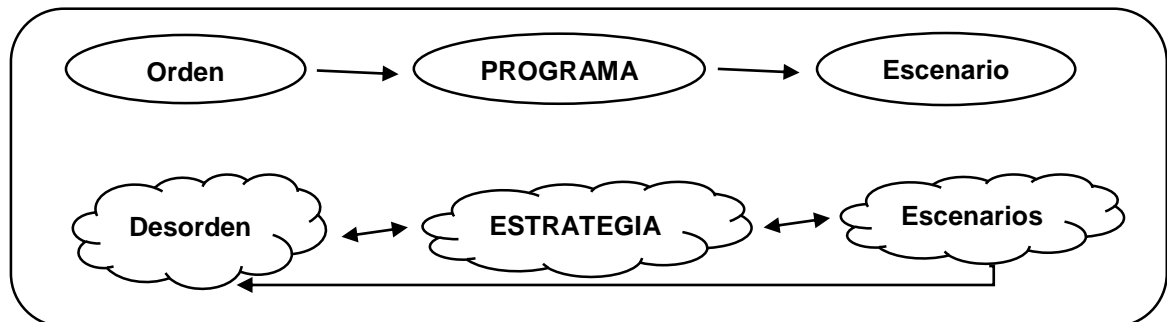 Orden
PROGRAMA
Escenario
Desorden
ESTRATEGIA
Escenarios